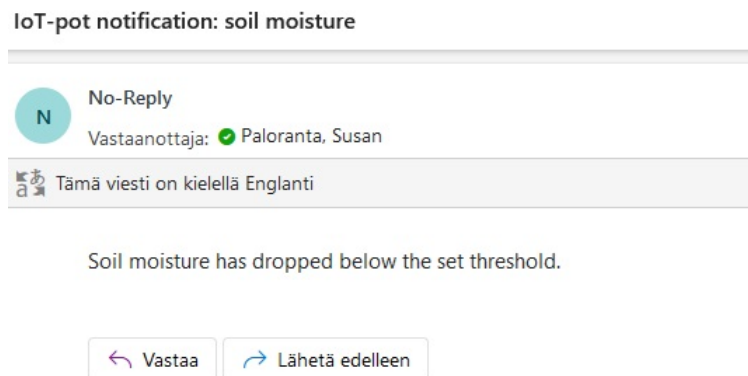 IoT-pot notification: soil moisture
N
No-Reply
Vastaanottaja: Paloranta, Susan
Tämä viesti on kielellä Englanti
Soil moisture has dropped below the set threshold.
Vastaa Lähetä edelleen